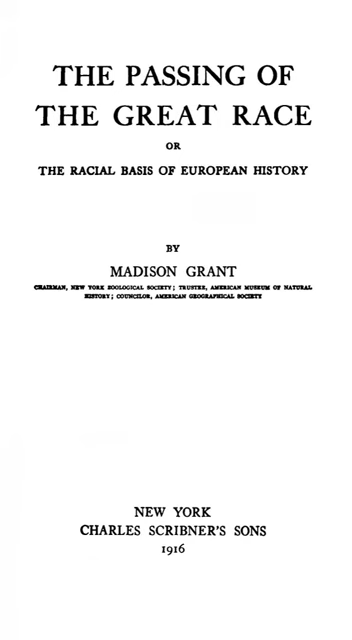 THE PASSING OF
THE GREAT RACE
OR
THE RACIAL BASIS OF EUROPEAN HISTORY
BY
MADISON GRANT
CHAIRMAN, NEW YORK ZOOLOGICAL SOCIETY; TRUSTEE, AMERICAN MUSEUM OF NATURAL
HISTORY; COUNCILOR, AMERICAN GEOGRAPHICAL SOCIETY
NEW YORK
CHARLES SCRIBNER'S SONS
1916